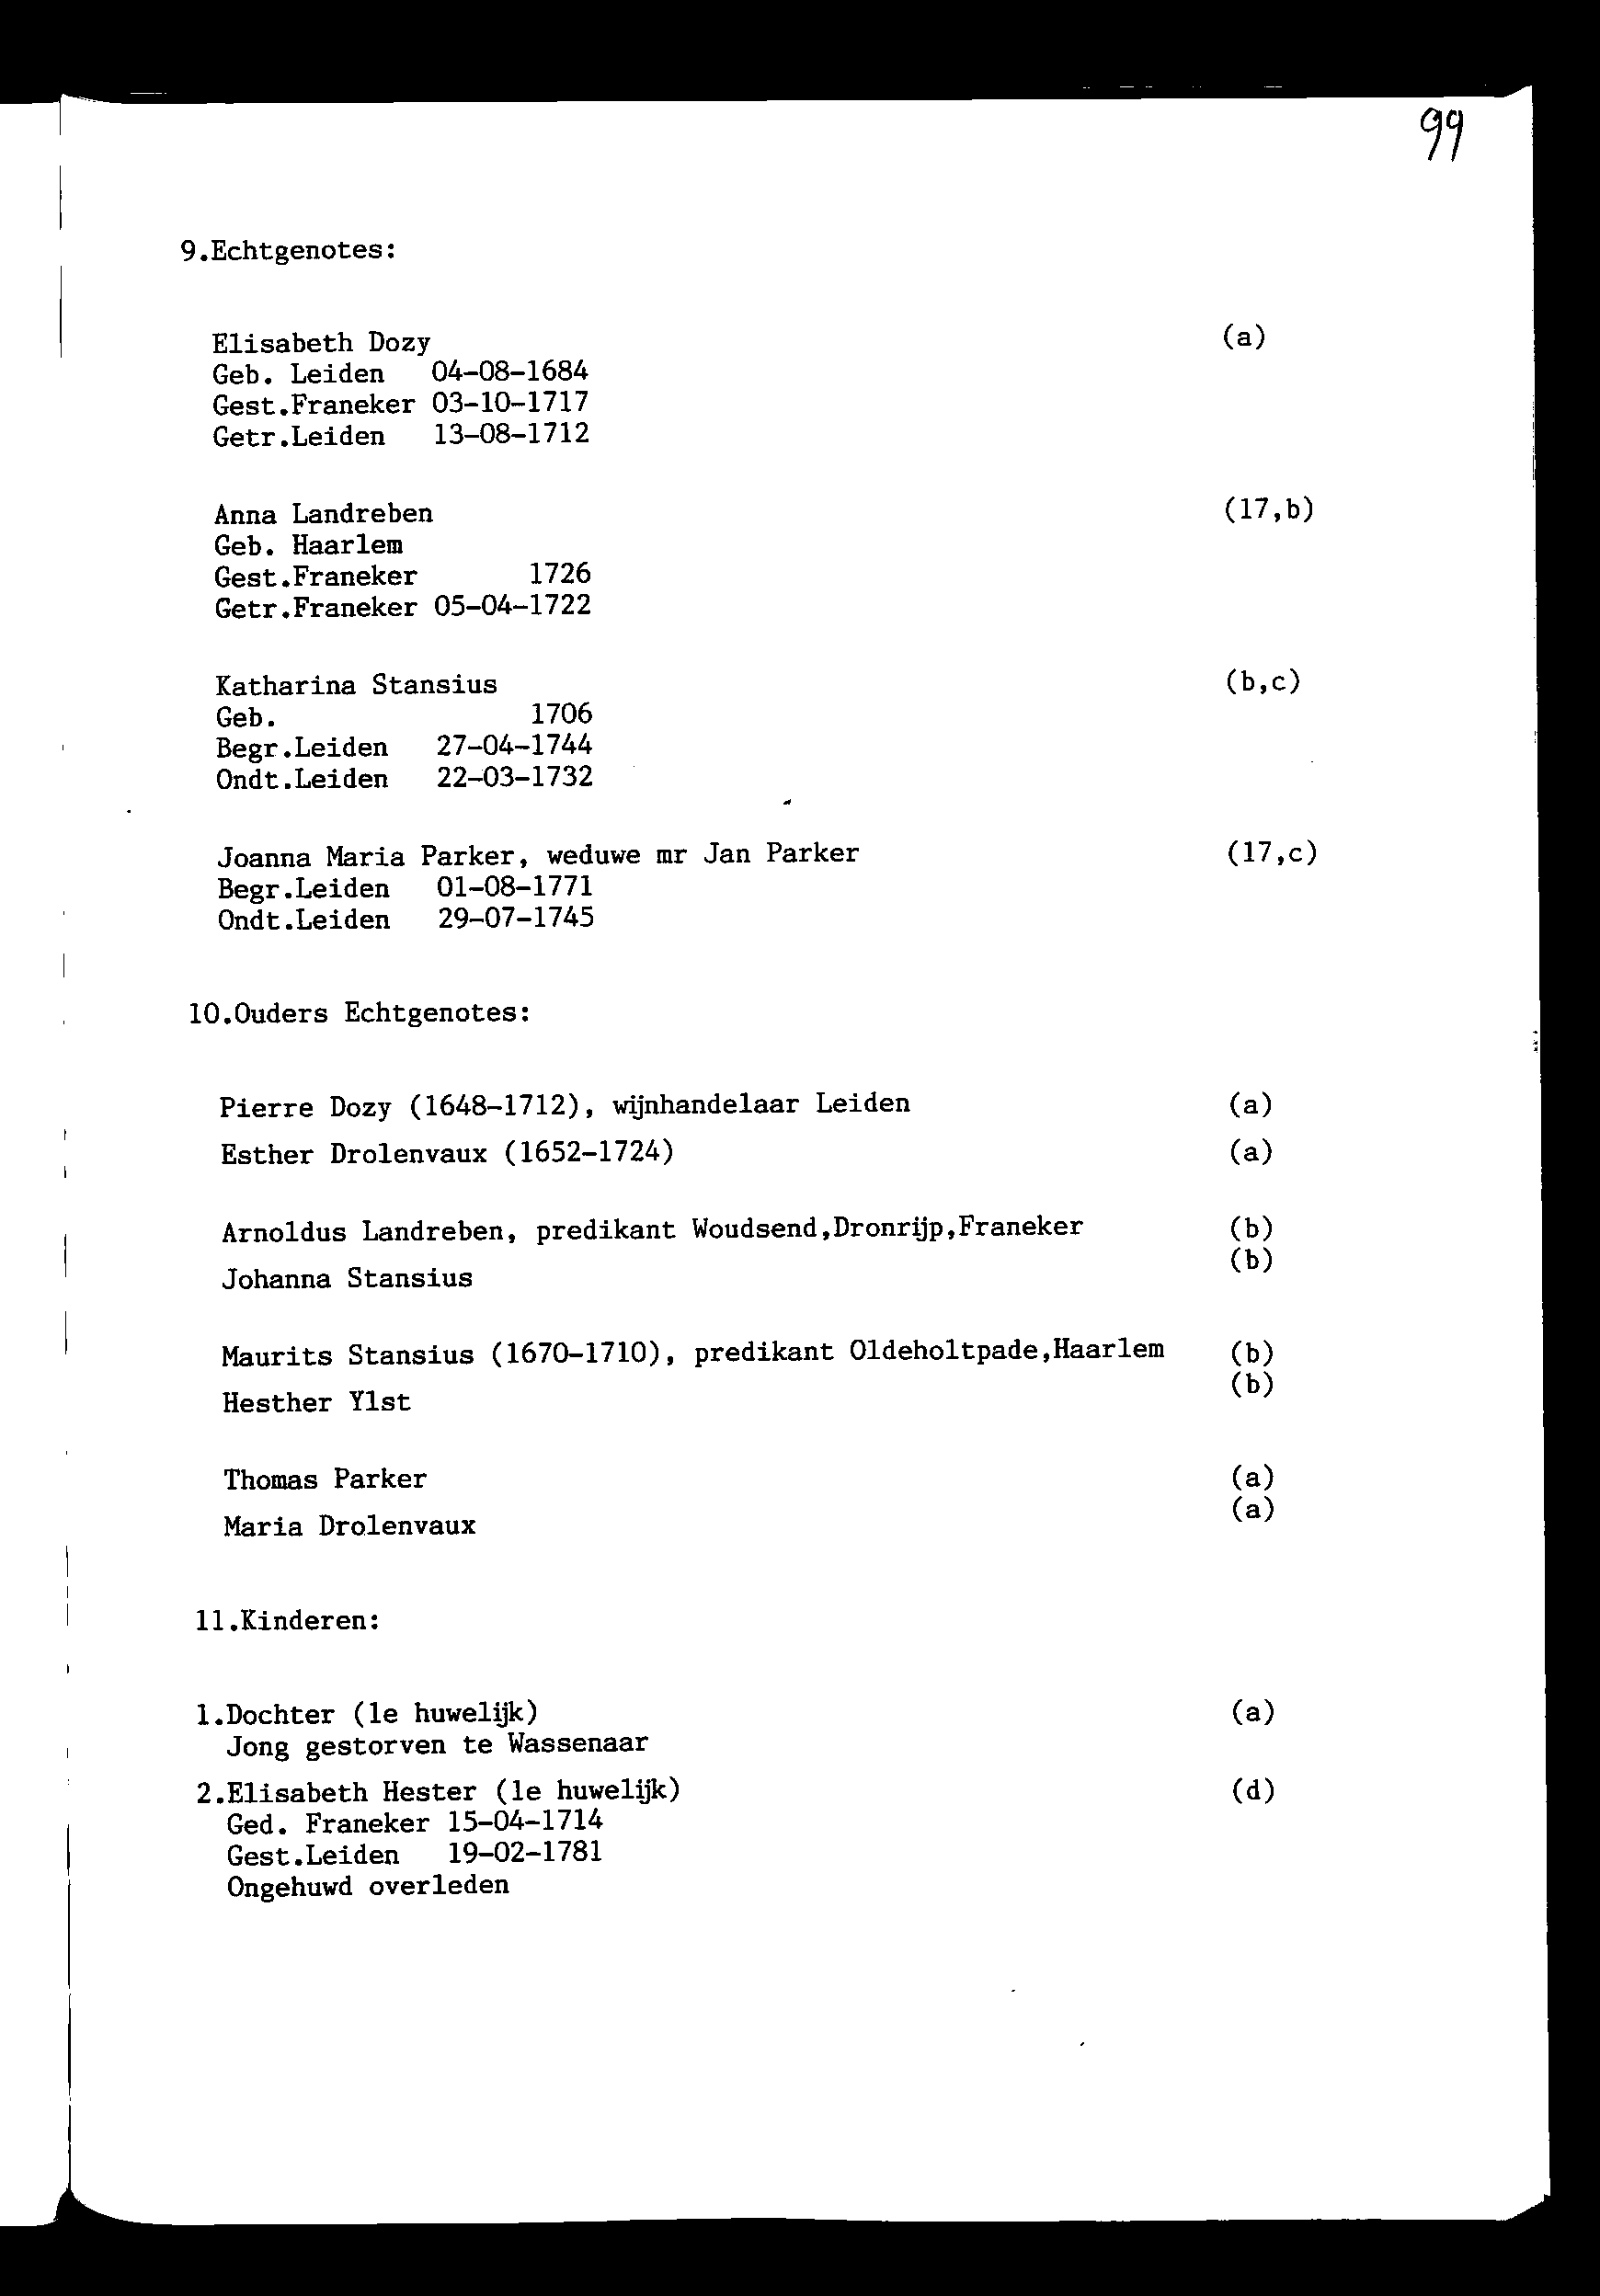 99
9.Echtgenotes:
Elisabeth Dozy (a)
Geb. Leiden 04-08-1684
Gest.Franeker 03-10-1717
Getr.Leiden 13-08-1712
Anna Landreben (17,b)
Geb. Haarlem
Gest.Franeker 1726
Getr.Franeker 05-04-1722
Katharina Stansius (b,c)
Geb. 1706
Begr.Leiden 27-04-1744
Ondt.Leiden 22-03-1732
Joanna Maria Parker, weduwe mr Jan Parker (17,c)
Begr.Leiden 01-08-1771
Ondt.Leiden 29-07-1745
10.Ouders Echtgenotes:
Pierre Dozy (1648-1712), wijnhandelaar Leiden (a)
Esther Drolenvaux (1652-1724) (a)
Arnoldus Landreben, predikant Woudsend,Dronrijp,Franeker (b)
Johanna Stansius (b)
Maurits Stansius (1670-1710), predikant Oldeholtpade,Haarlem (b)
Hesther Ylst (b)
Thomas Parker (a)
Maria Drolenvaux (a)
11.Kinderen:
1.Dochter (1e huwelijk) (a)
Jong gestorven te Wassenaar
2.Elisabeth Hester (1e huwelijk) (d)
Ged. Franeker 15-04-1714
Gest.Leiden 19-02-1781
Ongehuwd overleden